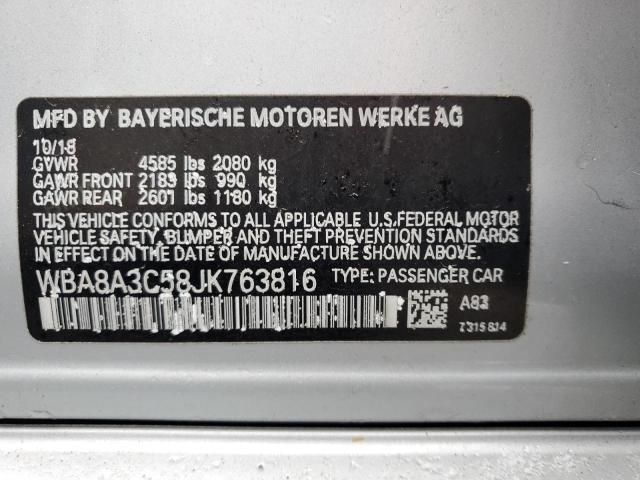 MFD BY BAYERISCHE MOTOREN WERKE AG
10/18
GVWR 4585 lbs 2080 kg
GAWR FRONT 2183 lbs 990 kg
GAWR REAR 2601 lbs 1180 kg
THIS VEHICLE CONFORMS TO ALL APPLICABLE U.S.FEDERAL MOTOR
VEHICLE SAFETY, BUMPER AND THEFT PREVENTION STANDARDS
IN EFFECT ON THE DATE OF MANUFACTURE SHOWN ABOVE.
WBA8A3C58JK763816 TYPE: PASSENGER CAR
A83
7315814